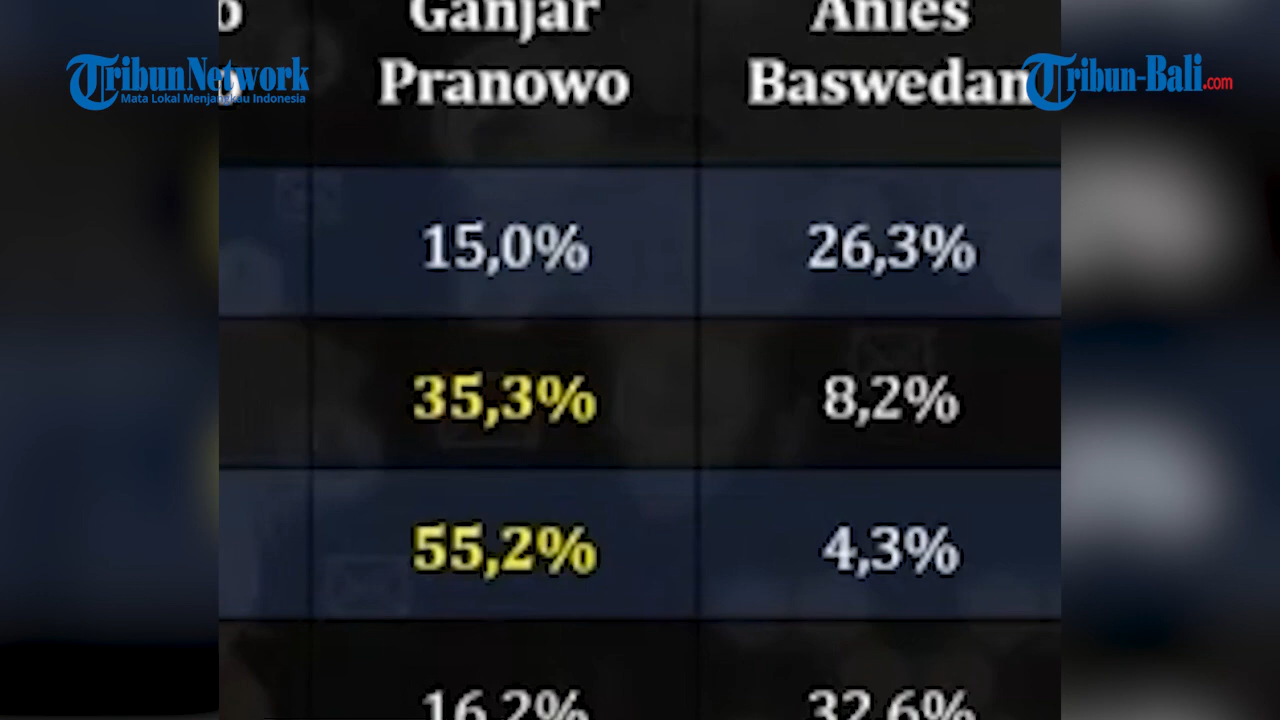 Ganjar Anies
TribunNetwork Pranowo Baswedan Tribun-Bali.com
Mata Lokal Menjangkau Indonesia
15,0% 26,3%
35,3% 8,2%
55,2% 4,3%
16,2% 32,6%